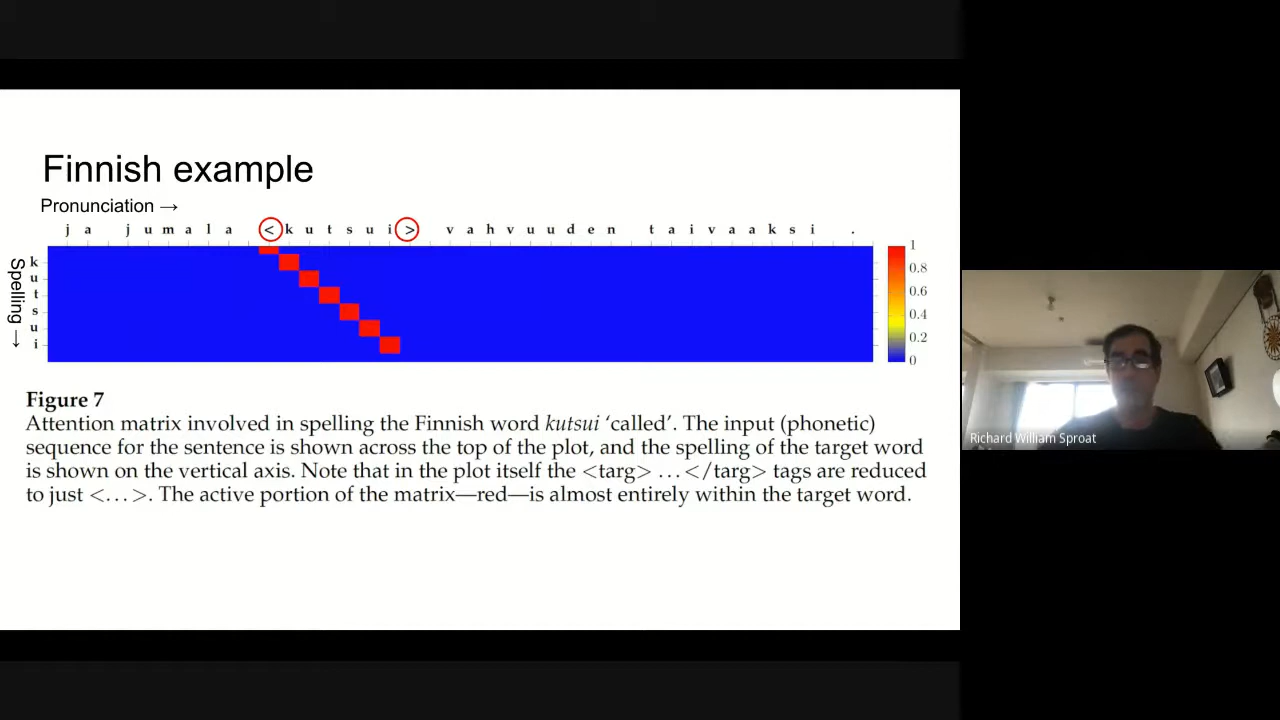 Finnish example
Pronunciation →
j a j u m a l a < k u t s u i > v a h v u u d e n t a i v a a k s i .
Spelling →
k
u
t
s
u
i
1
0.8
0.6
0.4
0.2
0
Figure 7
Attention matrix involved in spelling the Finnish word kutsui ‘called’. The input (phonetic)
sequence for the sentence is shown across the top of the plot, and the spelling of the target word
is shown on the vertical axis. Note that in the plot itself the <targ> ...</targ> tags are reduced
to just <...>. The active portion of the matrix—red—is almost entirely within the target word.
Richard William Sproat